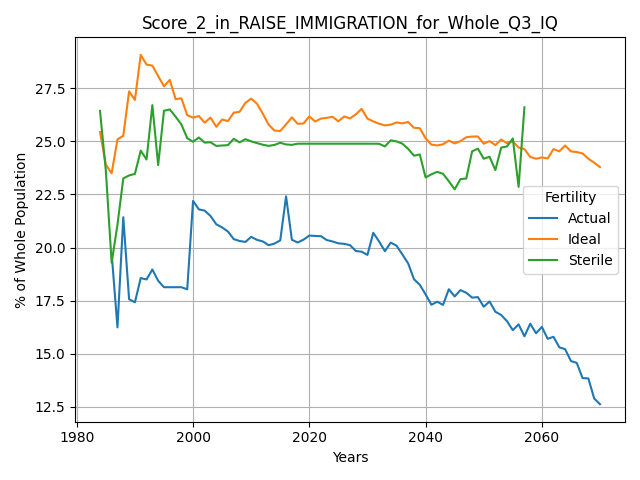 Score_2_in_RAISE_IMMIGRATION_for_Whole_Q3_IQ
% of Whole Population
27.5
25.0
22.5
20.0
17.5
15.0
12.5
Fertility
Actual
Ideal
Sterile
1980
2000
2020
2040
2060
Years